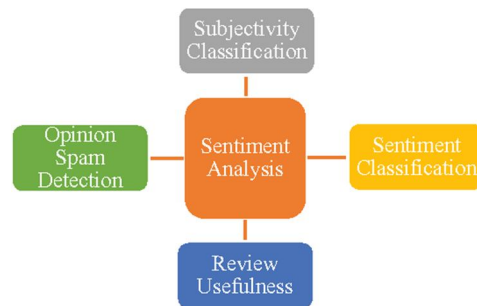 Subjectivity
Classification
Opinion
Spam
Detection
Sentiment
Analysis
Sentiment
Classification
Review
Usefulness